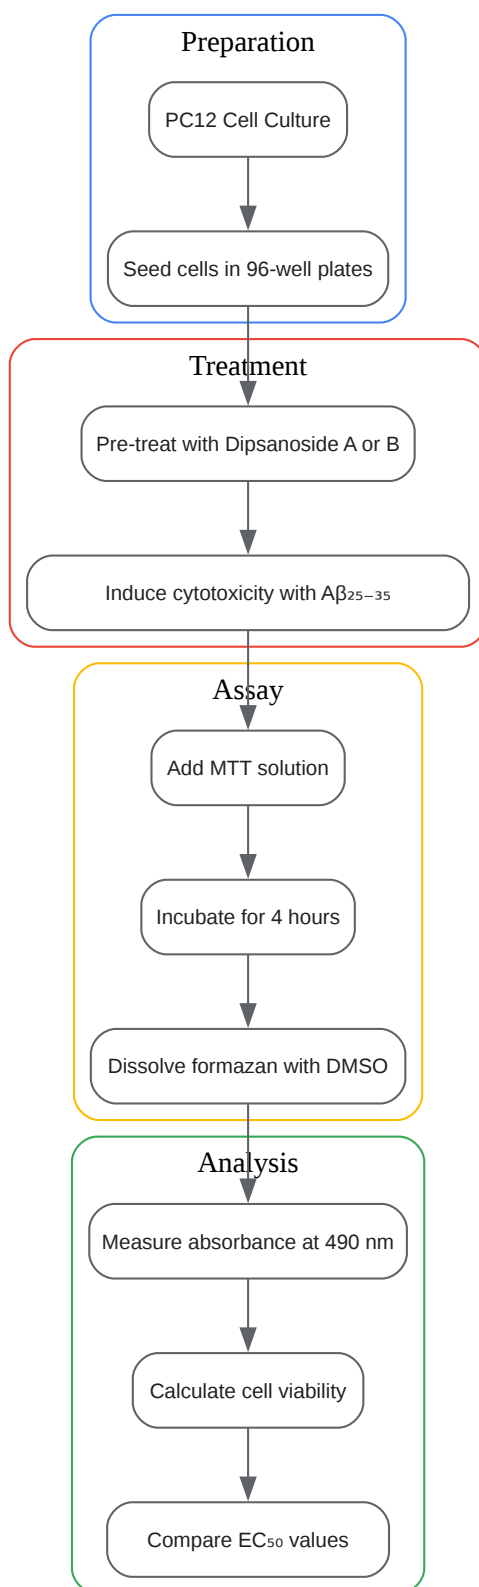 Preparation
PC12 Cell Culture
Seed cells in 96-well plates
Treatment
Pre-treat with Dipsanoside A or B
Induce cytotoxicity with Aβ₂₅₋₃₅
Assay
Add MTT solution
Incubate for 4 hours
Dissolve formazan with DMSO
Analysis
Measure absorbance at 490 nm
Calculate cell viability
Compare EC₅₀ values